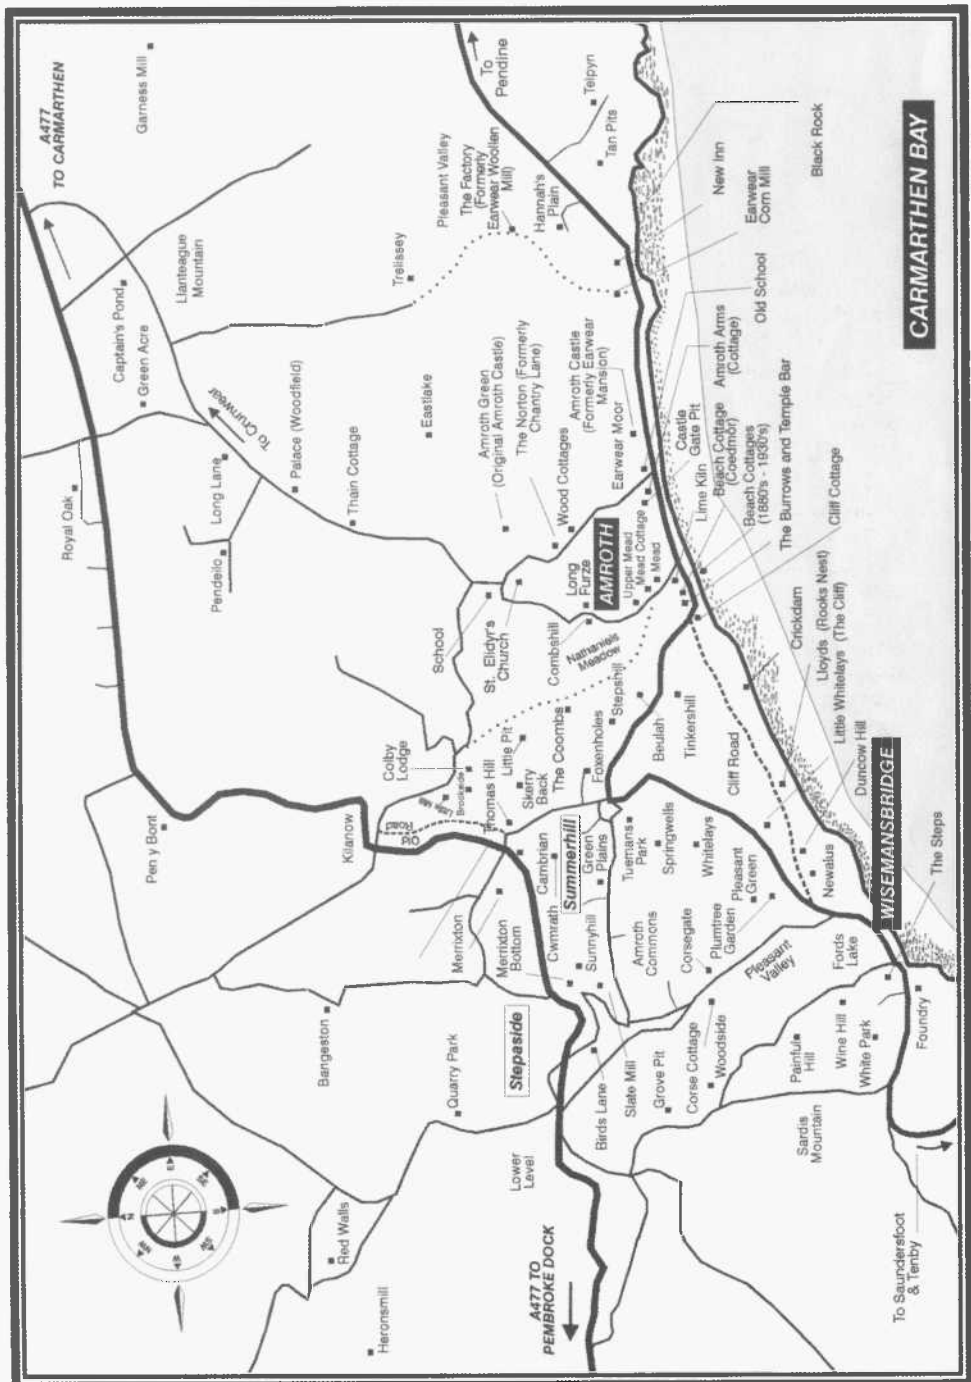 A477
TO CARMARTHEN
Garness Mill
Captain's Pond
Green Acre
Llanteague
Mountain
To Crunwear
Royal Oak
Long Lane
Pendeilo
Palace (Woodfield)
Thain Cottage
Trelissey
Eastlake
Pleasant Valley
The Factory
(Formerly
Earwear Woollen
Mill)
To
Pendine
Hannah's
Plain
Telpyn
Tan Pits
Amroth Green
(Original Amroth Castle)
The Norton (Formerly
Chantry Lane)
Wood Cottages
Amroth Castle
(Formerly Earwear
Mansion)
Earwear Moor
New Inn
Earwear
Corn Mill
Black Rock
Old School
Amroth Arms
(Cottage)
Castle
Gate Pit
Lime Kiln
Beach Cottage
(Coedmor)
Beach Cottages
(1880's - 1930's)
The Burrows and Temple Bar
Cliff Cottage
CARMARTHEN BAY
AMROTH
Upper Mead
Mead Cottage
Mead
Long
Furze
Combshill
Nathaniels
Meadow
School
St. Elidyr's
Church
Colby
Lodge
Little Mill
Brookside
Thomas Hill
Little Pit
Skerry
Back
The Coombs
Foxenholes
Stepshill
Beulah
Tinkershill
Cliff Road
Crickdam
Lloyds (Rooks Nest)
Little Whitelays (The Cliff)
Duncow Hill
WISEMANSBRIDGE
The Steps
Pen y Bont
Kilanow
Old
Road
Merrixton
Merrixton
Bottom
Cambrian
Cwmrath
Summerhill
Green
Plains
Sunnyhill
Tuemans
Park
Springwells
Whitelays
Pleasant
Green
Plumtree
Garden
Corsegate
Amroth
Commons
Newalus
Pleasant
Valley
Fords
Lake
Bangeston
Quarry Park
Stepaside
Birds Lane
Slate Mill
Grove Pit
Corse Cottage
Woodside
Painful
Hill
Wine Hill
White Park
Foundry
Sardis
Mountain
Lower
Level
Red Walls
Heronsmill
A477 TO
PEMBROKE DOCK
To Saundersfoot
& Tenby
N
NE
E
SE
S
SW
W
NW